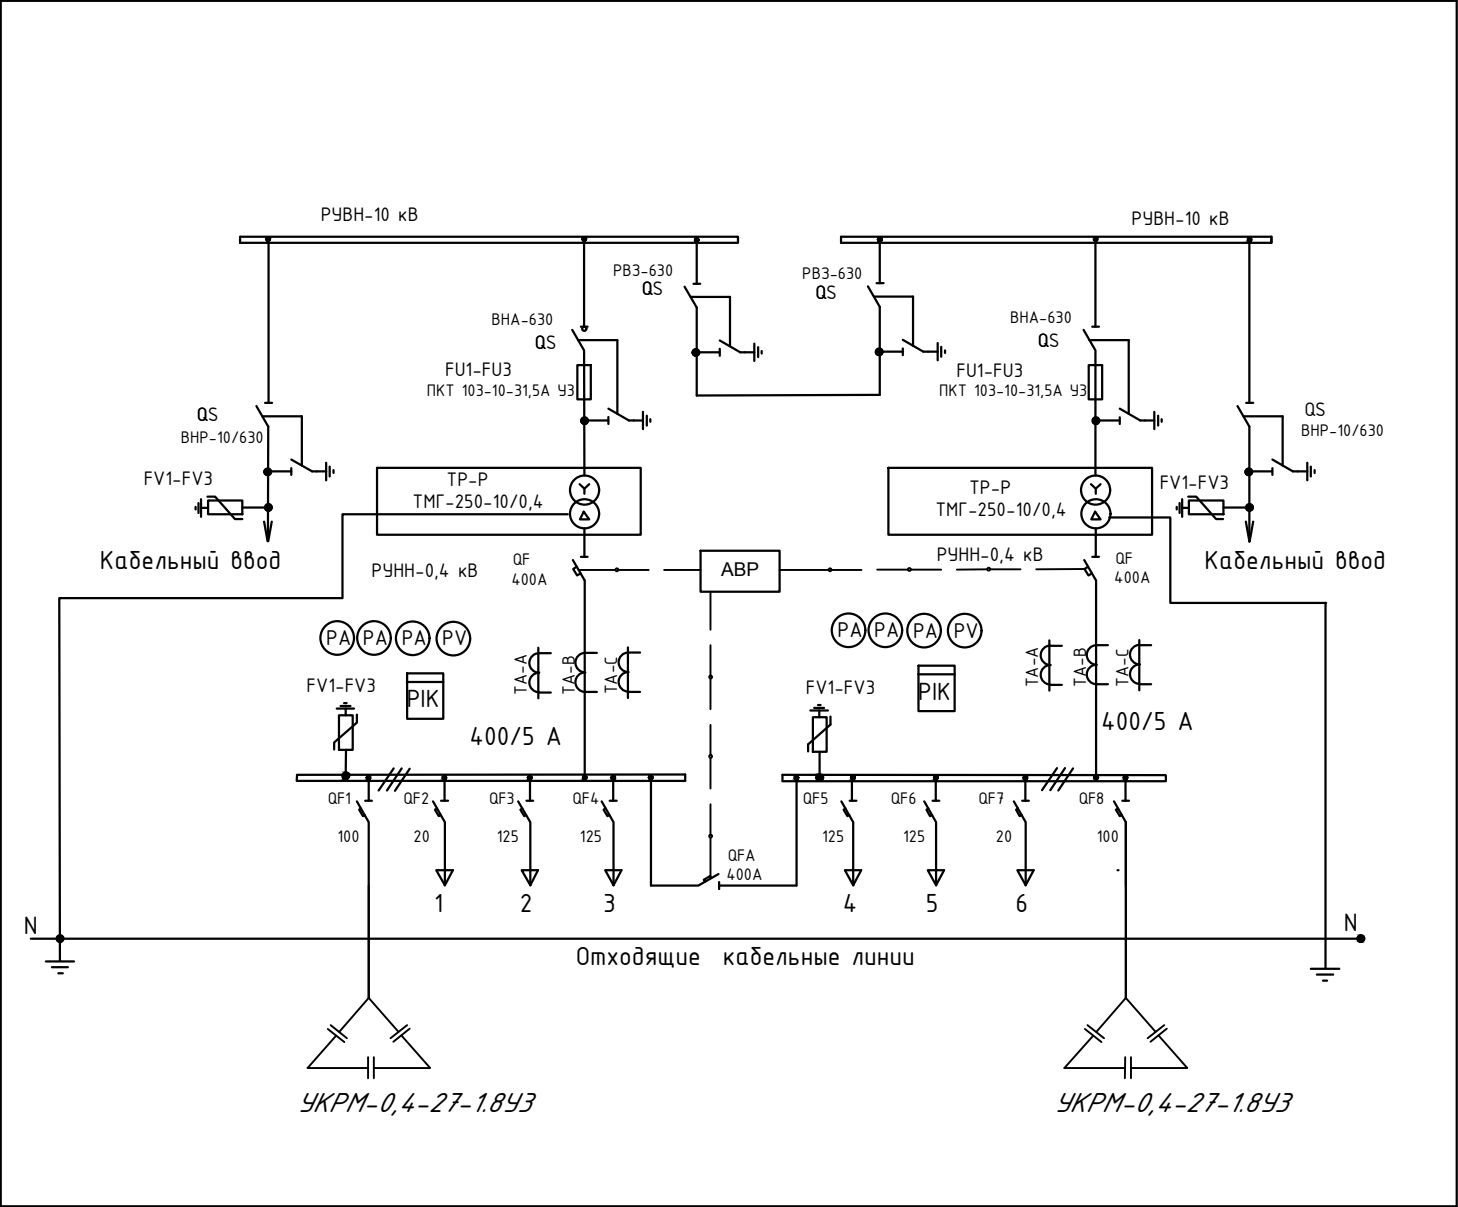 РУВН-10 кВ
РУВН-10 кВ
РВЗ-630
QS
РВЗ-630
QS
ВНА-630
QS
ВНА-630
QS
FU1-FU3
ПКТ 103-10-31,5А У3
FU1-FU3
ПКТ 103-10-31,5А У3
QS
ВНР-10/630
QS
ВНР-10/630
FV1-FV3
FV1-FV3
ТР-Р
ТМГ-250-10/0,4
ТР-Р
ТМГ-250-10/0,4
Кабельный ввод
Кабельный ввод
РУНН-0,4 кВ
QF
400А
АВР
РУНН-0,4 кВ
QF
400А
PA PA PA PV
PA PA PA PV
ТА-А
ТА-В
ТА-С
ТА-А
ТА-В
ТА-С
FV1-FV3
PIK
FV1-FV3
PIK
400/5 А
400/5 А
QF1
QF2
QF3
QF4
QF5
QF6
QF7
QF8
100
20
125
125
125
125
20
100
QFA
400А
1
2
3
4
5
6
N
N
Отходящие кабельные линии
УКРМ-0,4-27-1.8У3
УКРМ-0,4-27-1.8У3